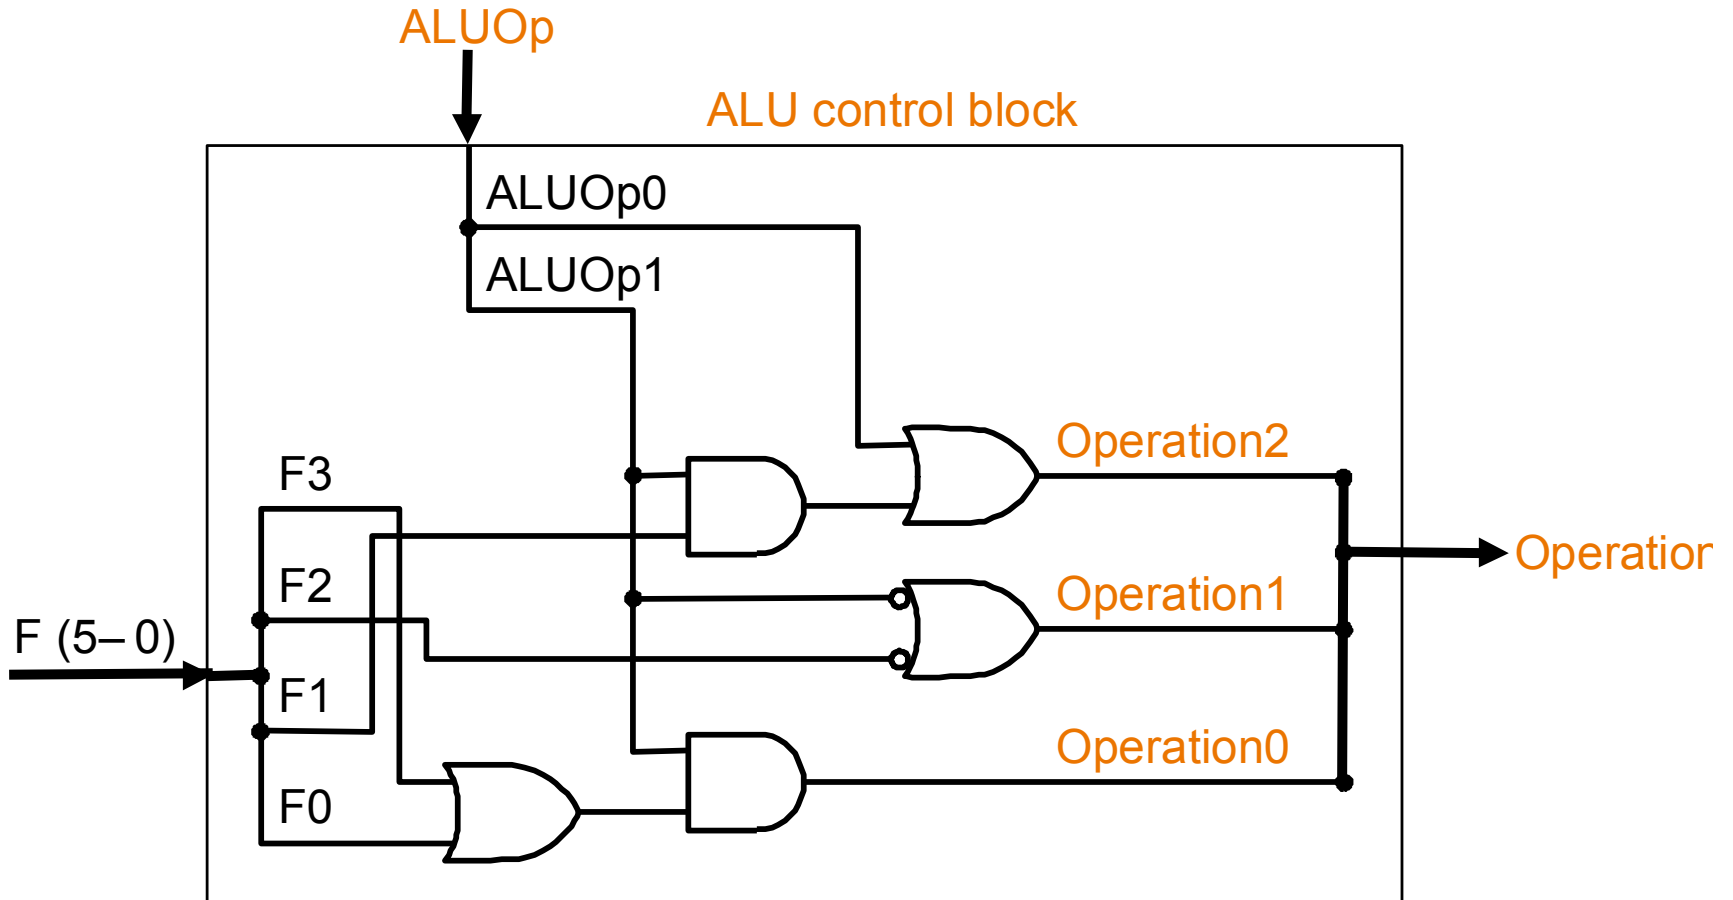 ALUOp
ALU control block
ALUOp0
ALUOp1
Operation2
F3
Operation
F2
Operation1
F (5– 0)
F1
Operation0
F0